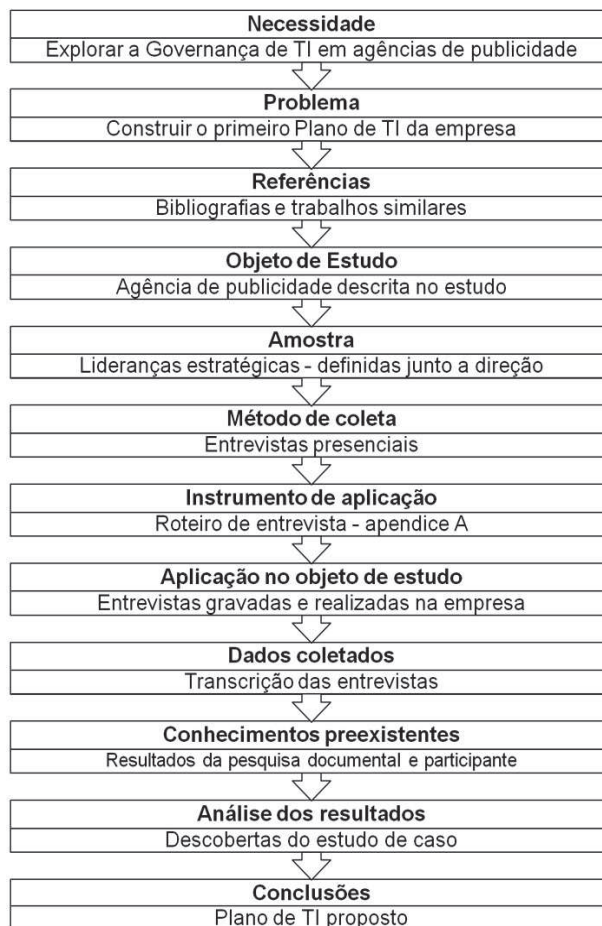 Necessidade
Explorar a Governança de TI em agências de publicidade
Problema
Construir o primeiro Plano de TI da empresa
Referências
Bibliografias e trabalhos similares
Objeto de Estudo
Agência de publicidade descrita no estudo
Amostra
Lideranças estratégicas - definidas junto a direção
Método de coleta
Entrevistas presenciais
Instrumento de aplicação
Roteiro de entrevista - apendice A
Aplicação no objeto de estudo
Entrevistas gravadas e realizadas na empresa
Dados coletados
Transcrição das entrevistas
Conhecimentos preexistentes
Resultados da pesquisa documental e participante
Análise dos resultados
Descobertas do estudo de caso
Conclusões
Plano de TI proposto